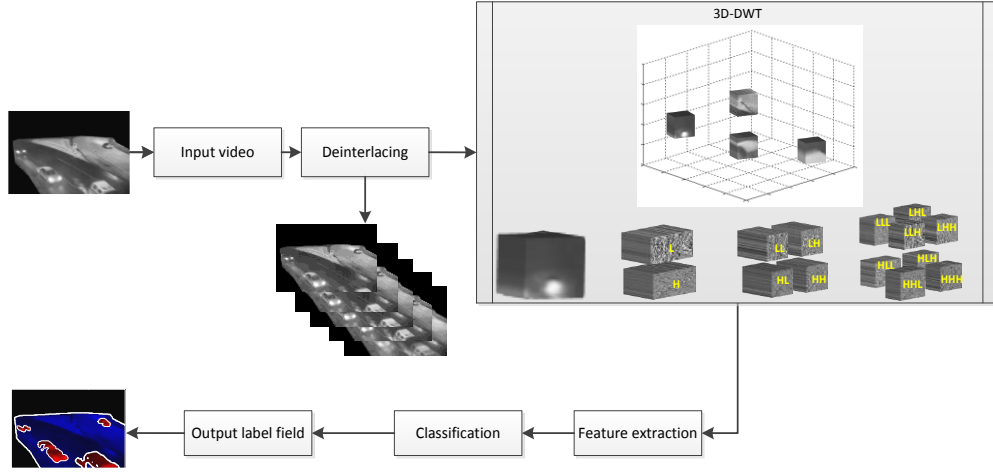 3D-DWT
Input video
Deinterlacing
L
H
LL
LH
HL
HH
LLL
LHL
LLH
LHH
HLL
HLH
HHL
HHH
Output label field
Classification
Feature extraction